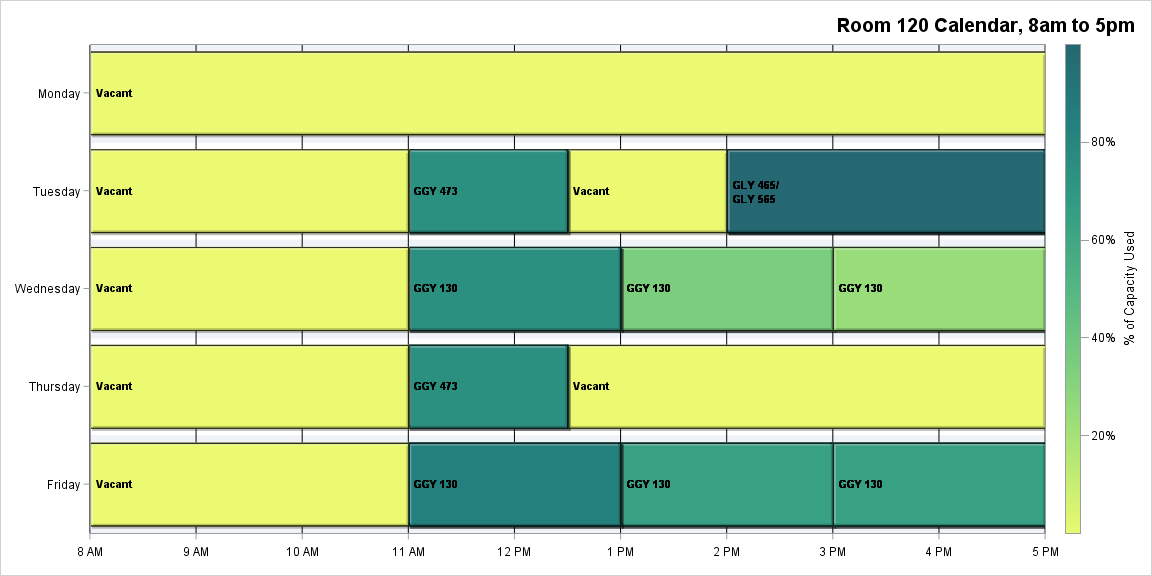 Room 120 Calendar, 8am to 5pm
Monday
Vacant
Tuesday
Vacant
GGY 473
Vacant
GLY 465/
GLY 565
Wednesday
Vacant
GGY 130
GGY 130
GGY 130
Thursday
Vacant
GGY 473
Vacant
Friday
Vacant
GGY 130
GGY 130
GGY 130
8 AM
9 AM
10 AM
11 AM
12 PM
1 PM
2 PM
3 PM
4 PM
5 PM
80%
60%
40%
20%
% of Capacity Used